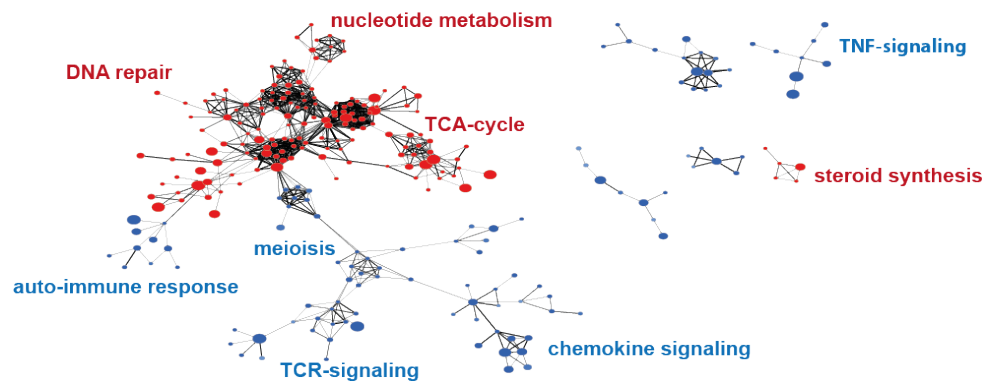 nucleotide metabolism
TNF-signaling
DNA repair
TCA-cycle
steroid synthesis
meioisis
auto-immune response
chemokine signaling
TCR-signaling